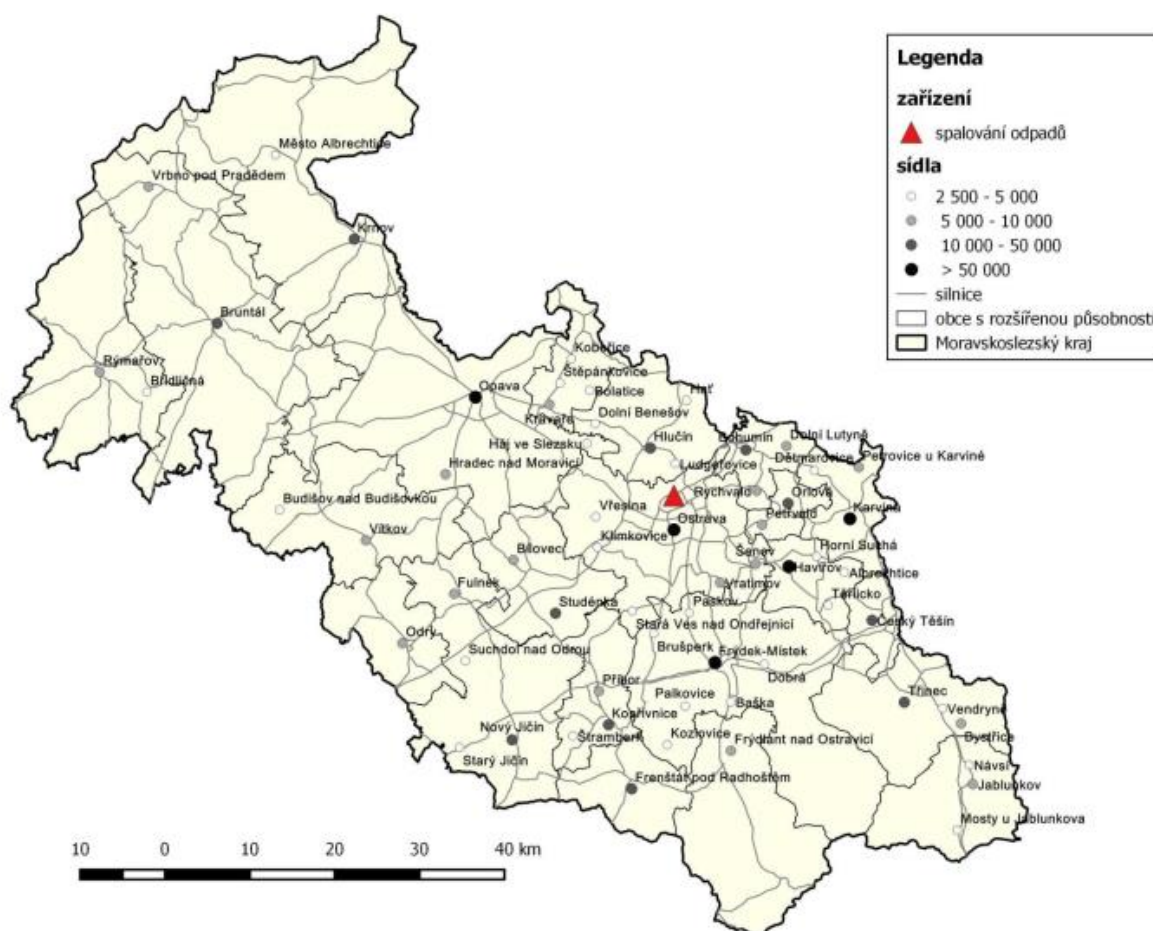 Legenda
zařízení
spalování odpadů
sídla
2 500 - 5 000
5 000 - 10 000
10 000 - 50 000
> 50 000
silnice
obce s rozšířenou působností
Moravskoslezský kraj
Město Albrechtice
Vrbno pod Pradědem
Krnov
Bruntál
Rýmařov
Břidličná
Kobeřice
Štěpánkovice
Bolatice
Opava
Hať
Kravaře
Dolní Benešov
Háj ve Slezsku
Hlučín
Bohumín
Dolní Lutyně
Ludgeřovice
Dětmarovice
Petrovice u Karviné
Hradec nad Moravicí
Rychvald
Orlová
Budišov nad Budišovkou
Vřesina
Ostrava
Petřvald
Karviná
Vítkov
Klimkovice
Bílovec
Šenov
Horní Suchá
Havířov
Albrechtice
Fulnek
Vratimov
Studénka
Paskov
Těrlicko
Stará Ves nad Ondřejnicí
Český Těšín
Odry
Brušperk
Frýdek-Místek
Suchdol nad Odrou
Dobrá
Příbor
Palkovice
Baška
Třinec
Vendryně
Kopřivnice
Nový Jičín
Štramberk
Kozlovice
Frýdlant nad Ostravicí
Bystřice
Starý Jičín
Návsí
Frenštát pod Radhoštěm
Jablunkov
Mosty u Jablunkova
10 0 10 20 30 40 km